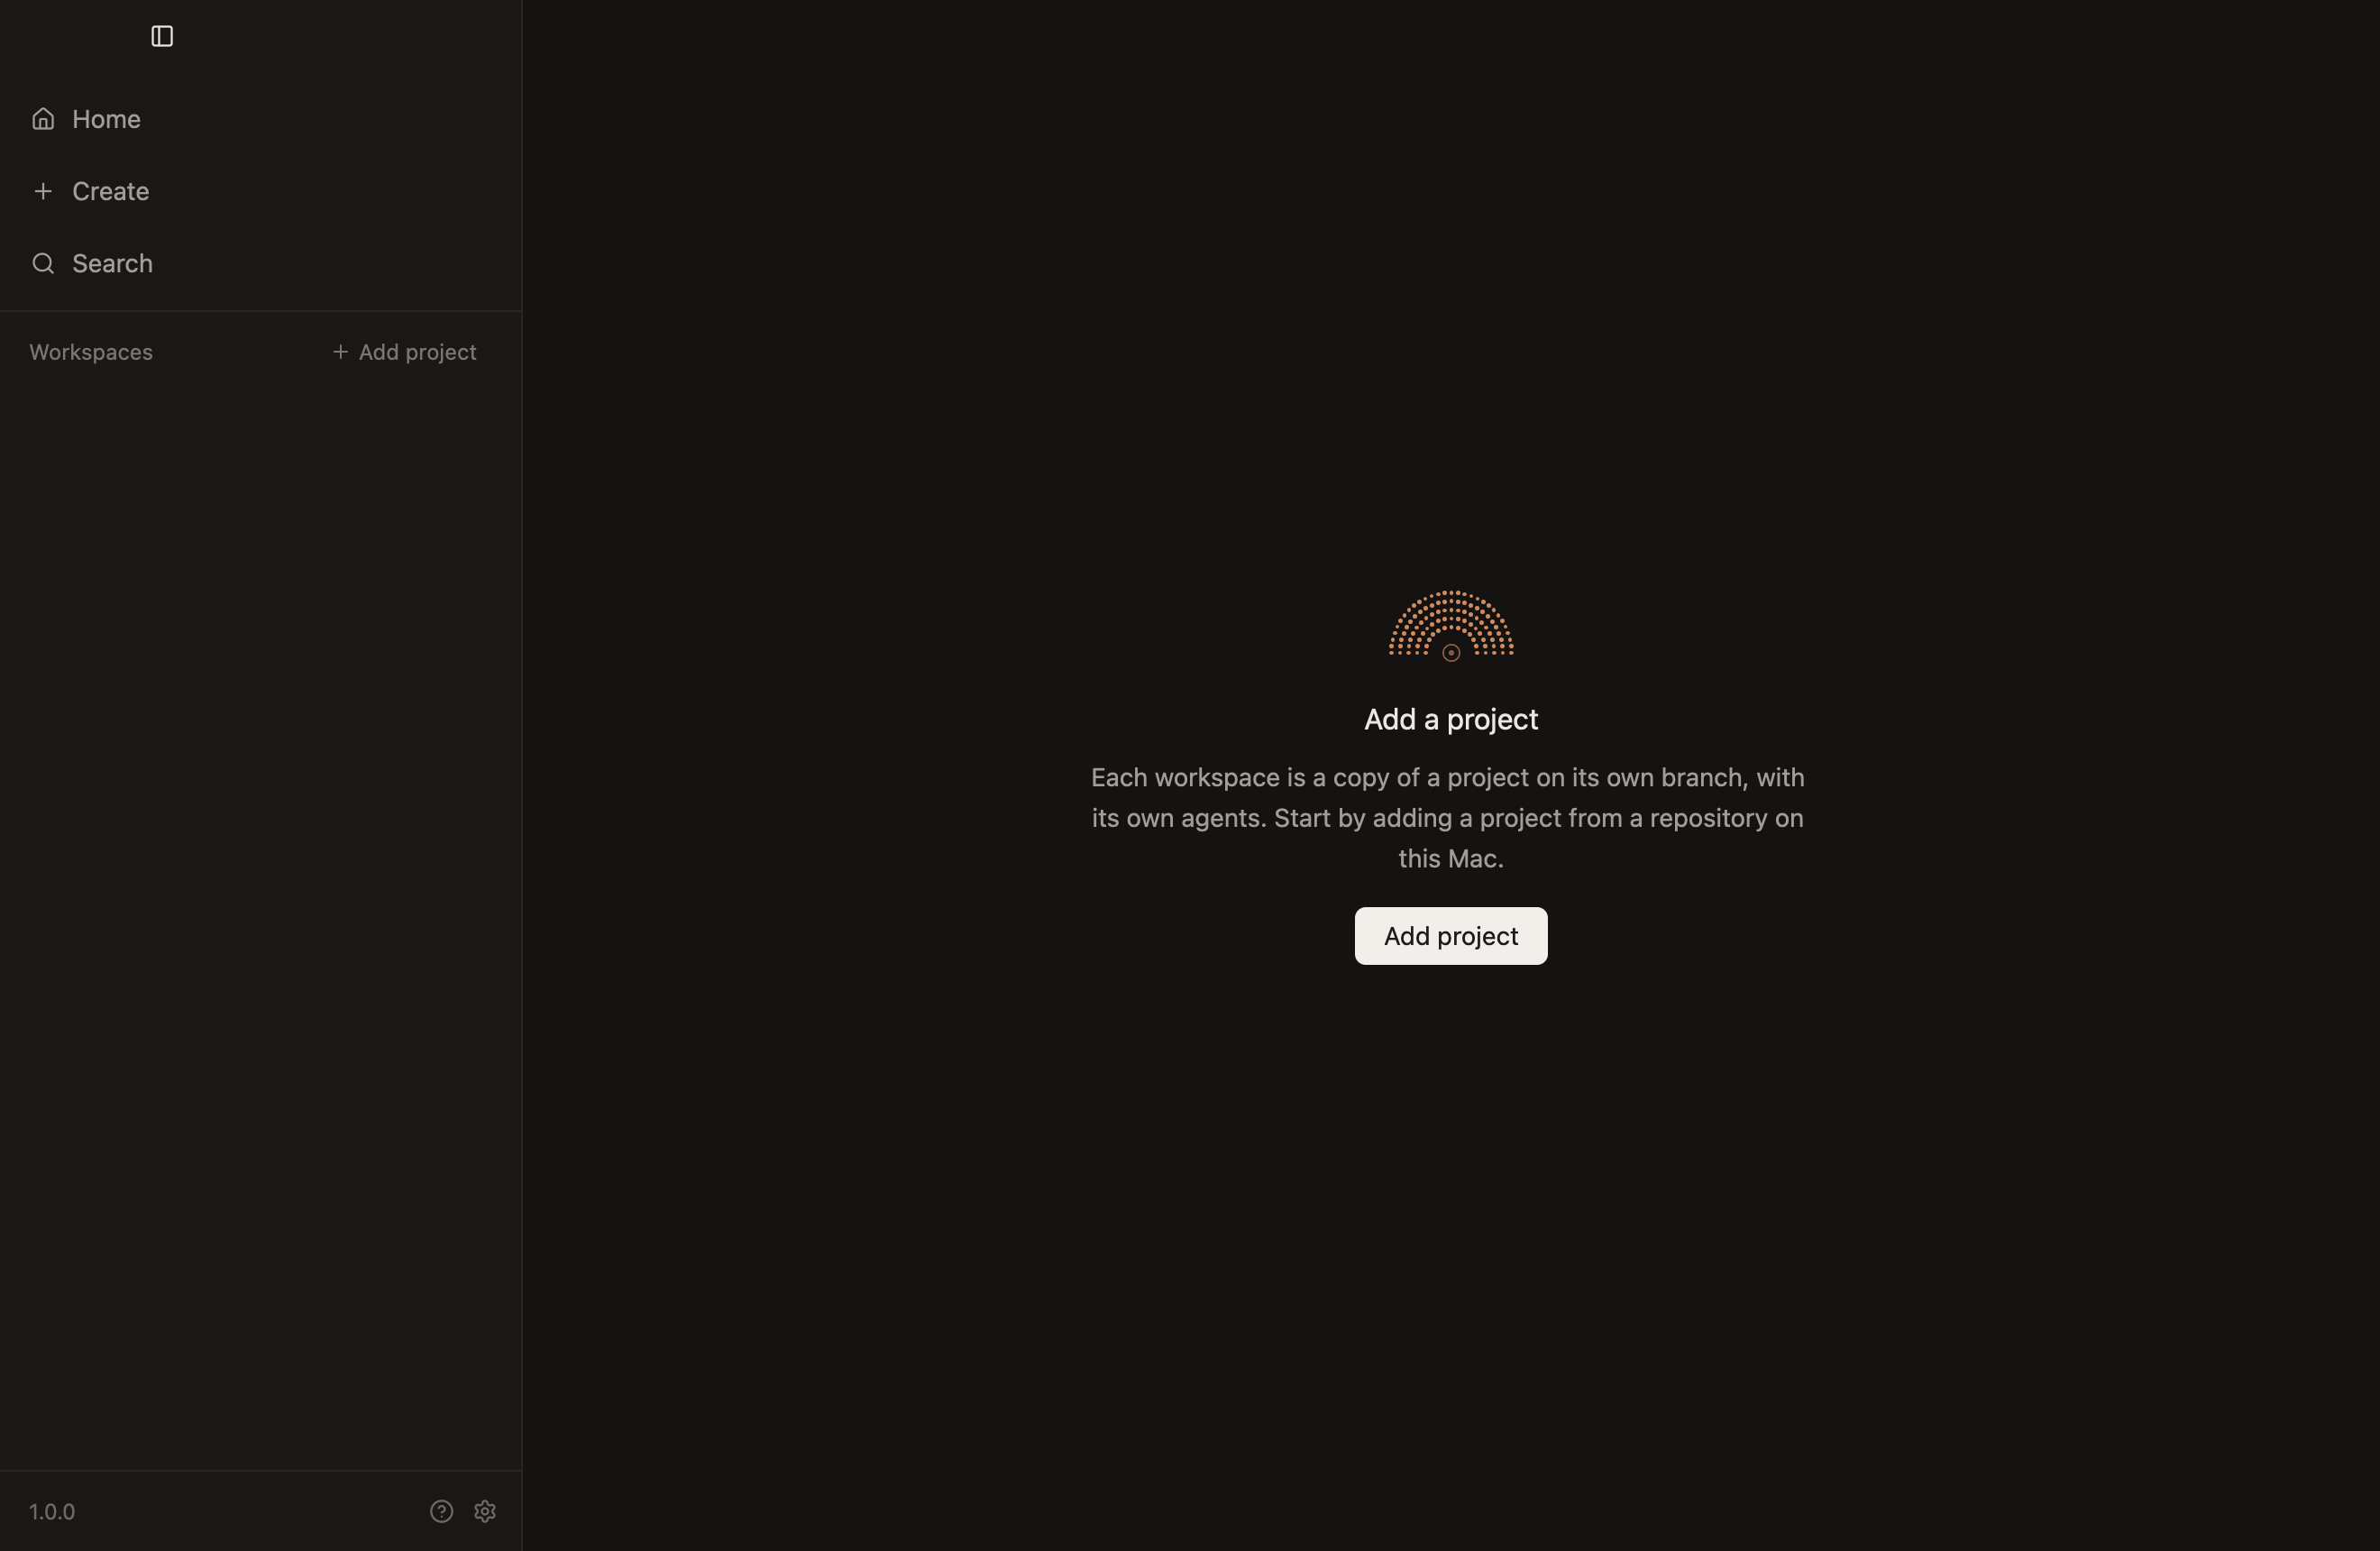 Home
Create
Search
Workspaces
Add project
Add a project
Each workspace is a copy of a project on its own branch, with
its own agents. Start by adding a project from a repository on
this Mac.
Add project
1.0.0